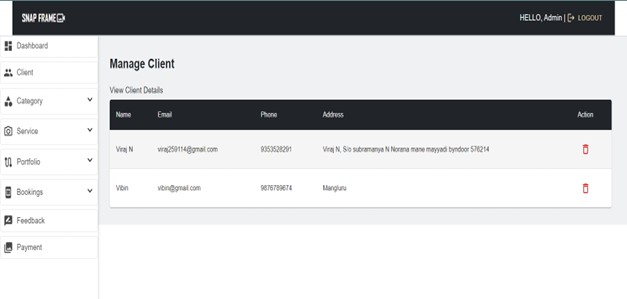 SNAP FRAME
HELLO, Admin | LOGOUT
Dashboard
Client
Category
Service
Portfolio
Bookings
Feedback
Payment
Manage Client
View Client Details
Name Email Phone Address Action
Viraj N viraj259114@gmail.com 9353528291 Viraj N, S/o subramanya N Norana mane mayyadi byndoor 576214
Vibin vibin@gmail.com 9876789674 Mangluru